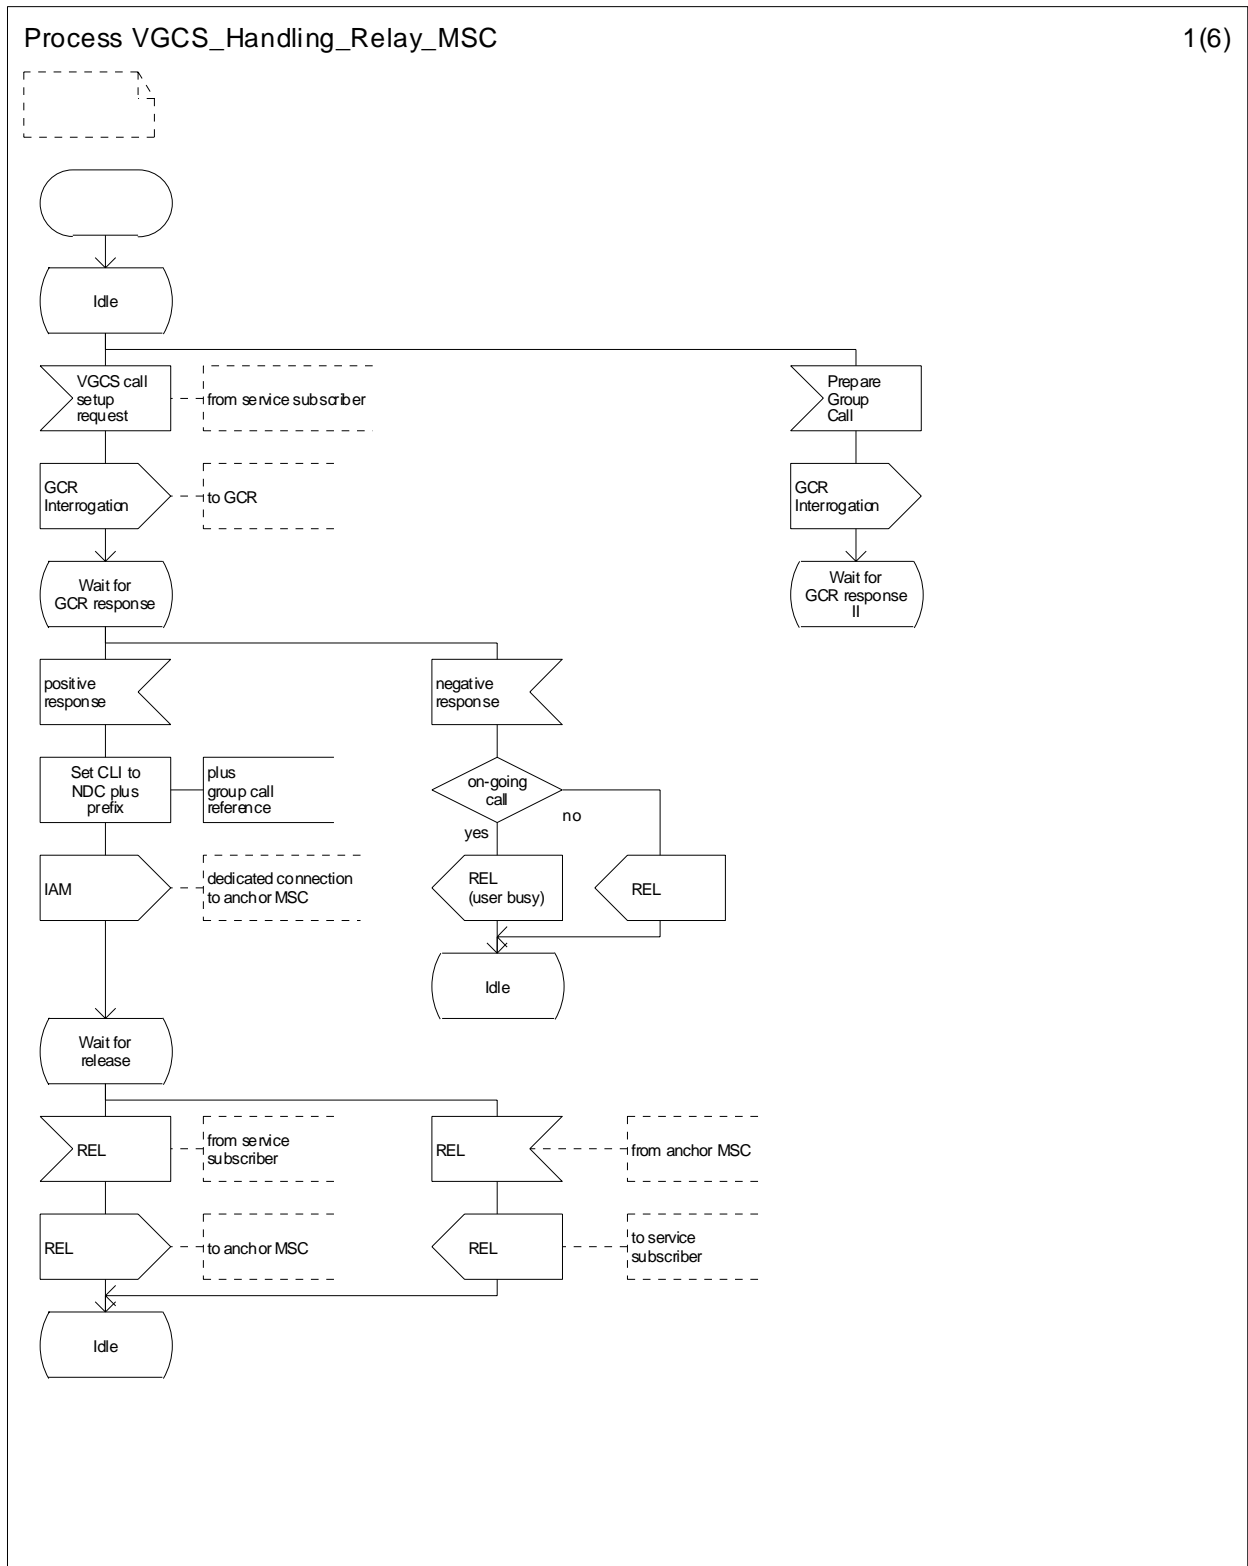 Process VGCS_Handling_Relay_MSC
1(6)
Idle
VGCS call
setup
request
from service subscriber
Prepare
Group
Call
GCR
Interrogation
to GCR
GCR
Interrogation
Wait for
GCR response
Wait for
GCR response
II
positive
response
negative
response
Set CLI to
NDC plus
prefix
plus
group call
reference
on-going
call
no
yes
IAM
dedicated connection
to anchor MSC
REL
(user busy)
REL
Idle
Wait for
release
REL
from service
subscriber
REL
from anchor MSC
REL
to anchor MSC
REL
to service
subscriber
Idle